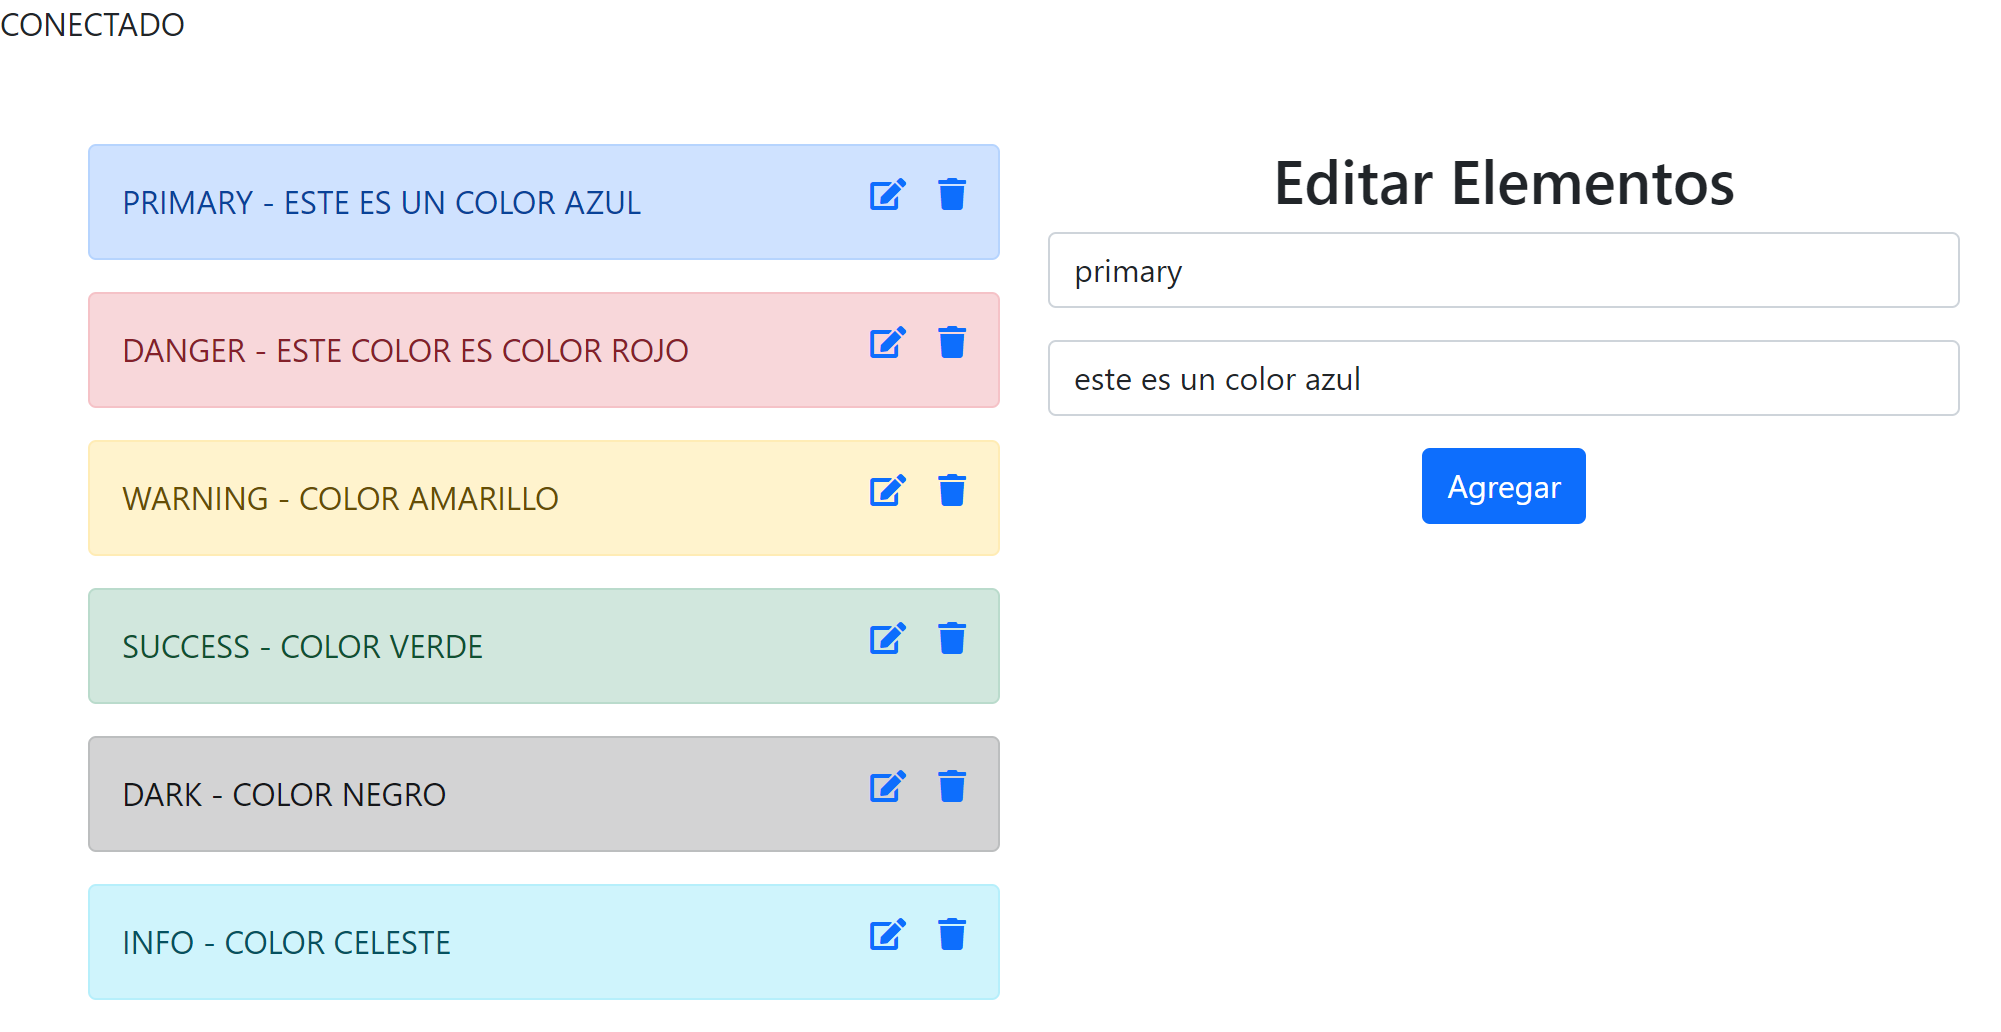 CONECTADO
PRIMARY - ESTE ES UN COLOR AZUL
DANGER - ESTE COLOR ES COLOR ROJO
WARNING - COLOR AMARILLO
SUCCESS - COLOR VERDE
DARK - COLOR NEGRO
INFO - COLOR CELESTE
Editar Elementos
primary
este es un color azul
Agregar